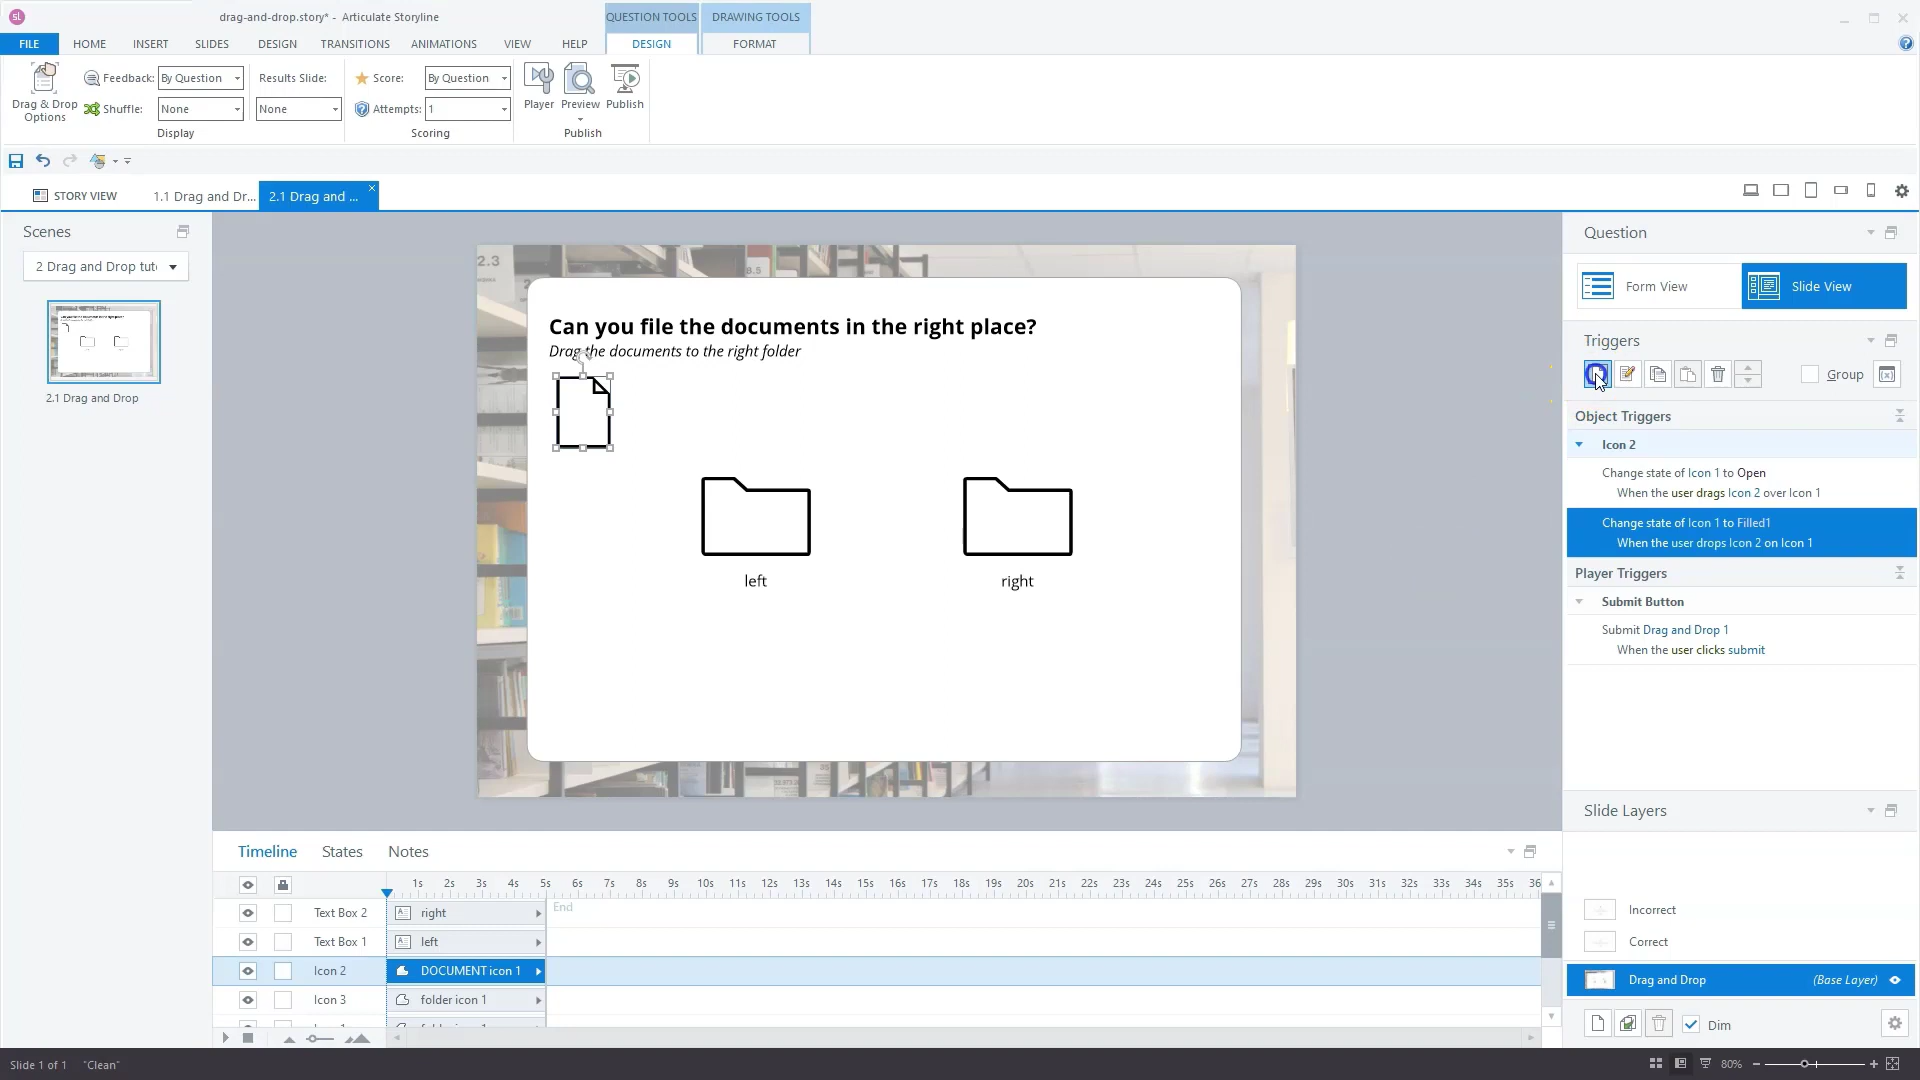 drag-and-drop.story* - Articulate Storyline
QUESTION TOOLS
DRAWING TOOLS
FILE
HOME
INSERT
SLIDES
DESIGN
TRANSITIONS
ANIMATIONS
VIEW
HELP
DESIGN
FORMAT
Drag & Drop
Options
Feedback:
By Question
Results Slide:
Shuffle:
None
None
Display
Score:
By Question
Attempts:
1
Scoring
Player
Preview
Publish
Publish
STORY VIEW
1.1 Drag and Dr...
2.1 Drag and ...
Scenes
2 Drag and Drop tut
2.1 Drag and Drop
2.3
Can you file the documents in the right place?
Drag the documents to the right folder
left
right
Question
Form View
Slide View
Triggers
Group
Object Triggers
Icon 2
Change state of Icon 1 to Open
When the user drags Icon 2 over Icon 1
Change state of Icon 1 to Filled1
When the user drops Icon 2 on Icon 1
Player Triggers
Submit Button
Submit Drag and Drop 1
When the user clicks submit
Slide Layers
Incorrect
Correct
Drag and Drop
(Base Layer)
Dim
Timeline
States
Notes
1s 2s 3s 4s 5s 6s 7s 8s 9s 10s 11s 12s 13s 14s 15s 16s 17s 18s 19s 20s 21s 22s 23s 24s 25s 26s 27s 28s 29s 30s 31s 32s 33s 34s 35s 36
Text Box 2
right
End
Text Box 1
left
Icon 2
DOCUMENT icon 1
Icon 3
folder icon 1
Slide 1 of 1
"Clean"
80%